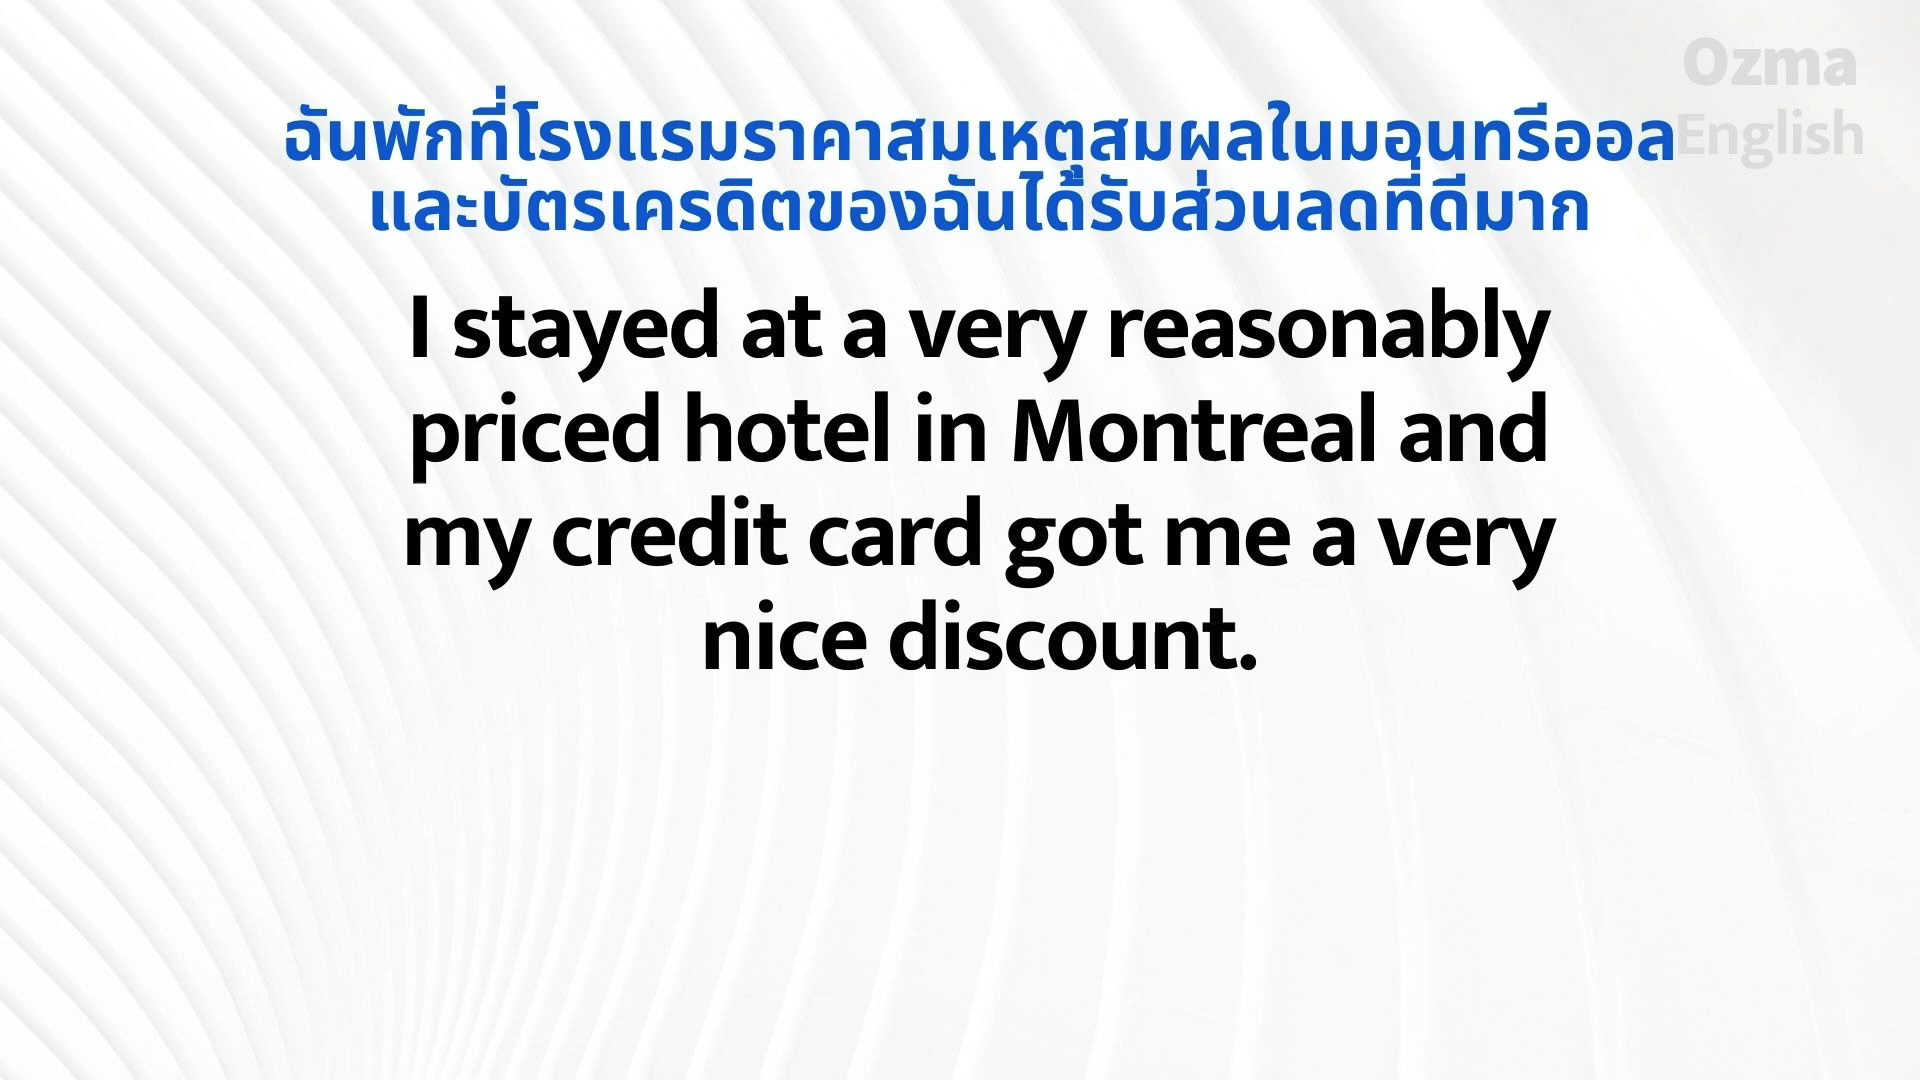 Ozma
English
ฉันพักที่โรงแรมราคาสมเหตุสมผลในมอนทรีออล
และบัตรเครดิตของฉันได้รับส่วนลดที่ดีมาก
I stayed at a very reasonably
priced hotel in Montreal and
my credit card got me a very
nice discount.